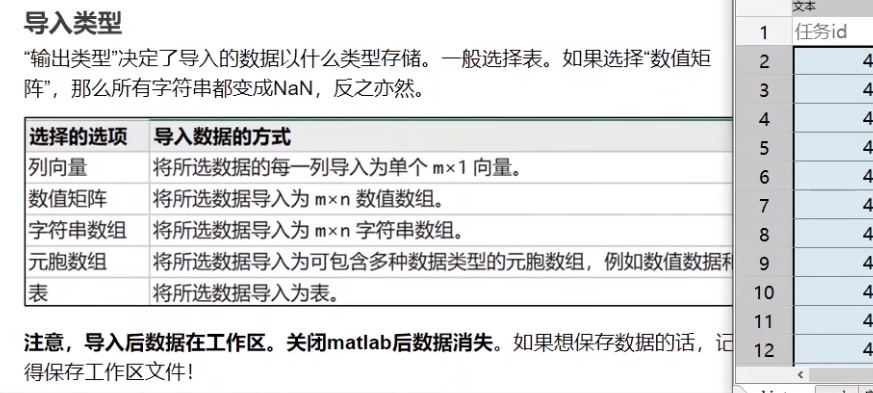 导入类型
“输出类型”决定了导入的数据以什么类型存储。一般选择表。如果选择“数值矩
阵”，那么所有字符串都变成NaN，反之亦然。
选择的选项 导入数据的方式
列向量 将所选数据的每一列导入为单个 m×1 向量。
数值矩阵 将所选数据导入为 m×n 数值数组。
字符串数组 将所选数据导入为 m×n 字符串数组。
元胞数组 将所选数据导入为可包含多种数据类型的元胞数组，例如数值数据和
表 将所选数据导入为表。
注意，导入后数据在工作区。关闭matlab后数据消失。如果想保存数据的话，记
得保存工作区文件！
文本
1 任务id
2 4
3 4
4 4
5 4
6 4
7 4
8 4
9 4
10 4
11 4
12 4